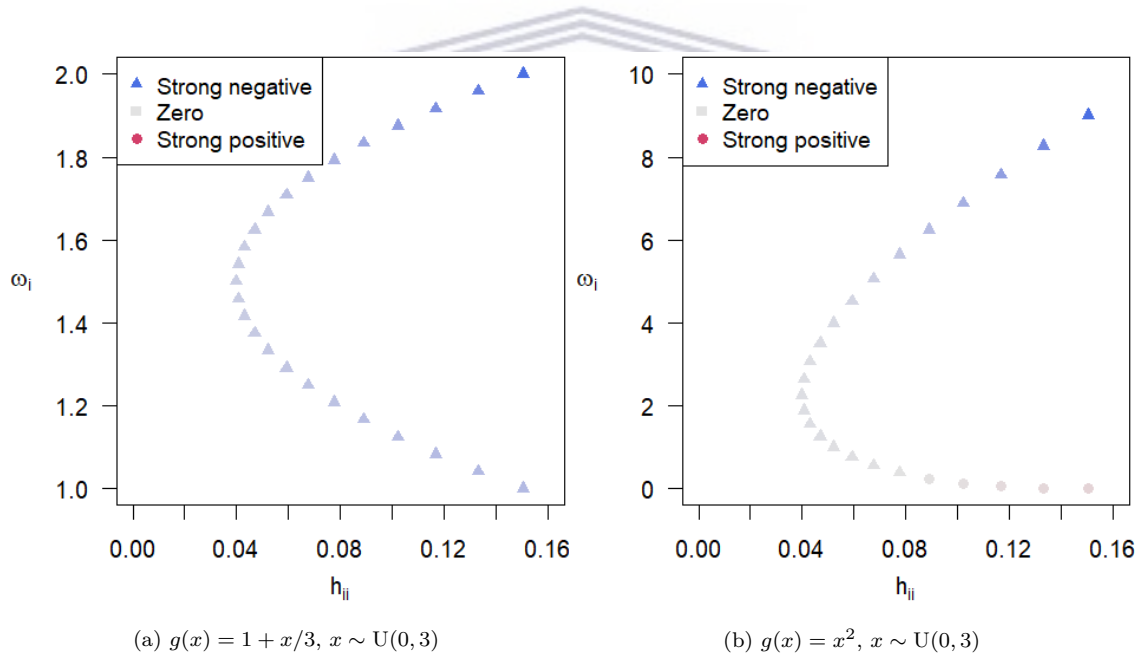 Strong negative
Zero
Strong positive
2.0
1.8
1.6
1.4
1.2
1.0
ωi
0.00 0.04 0.08 0.12 0.16
hii
(a) g(x) = 1 + x/3, x ∼ U(0, 3)
Strong negative
Zero
Strong positive
10
8
6
4
2
0
ωi
0.00 0.04 0.08 0.12 0.16
hii
(b) g(x) = x², x ∼ U(0, 3)